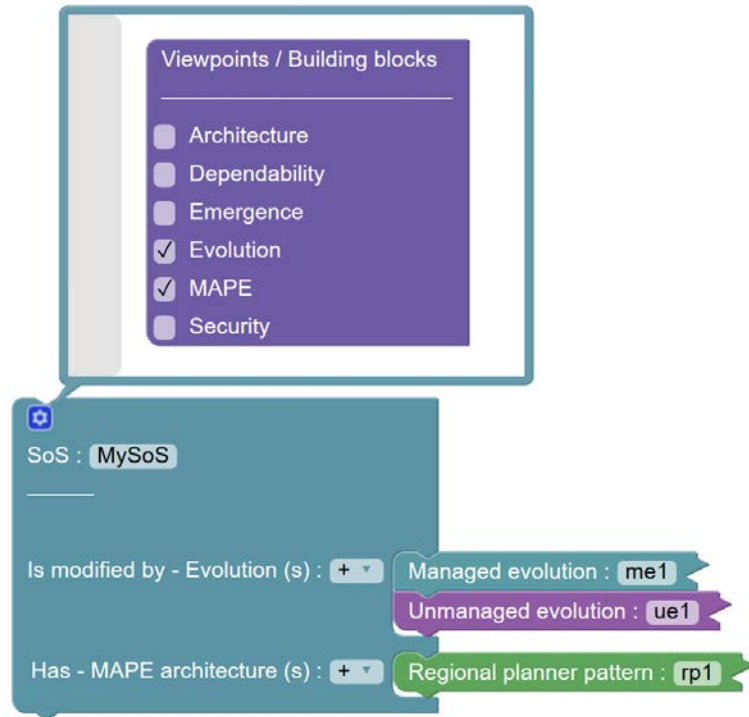 Viewpoints / Building blocks
Architecture
Dependability
Emergence
Evolution
MAPE
Security
SoS : MySoS
Is modified by - Evolution (s) : + Managed evolution : me1
Unmanaged evolution : ue1
Has - MAPE architecture (s) : + Regional planner pattern : rp1